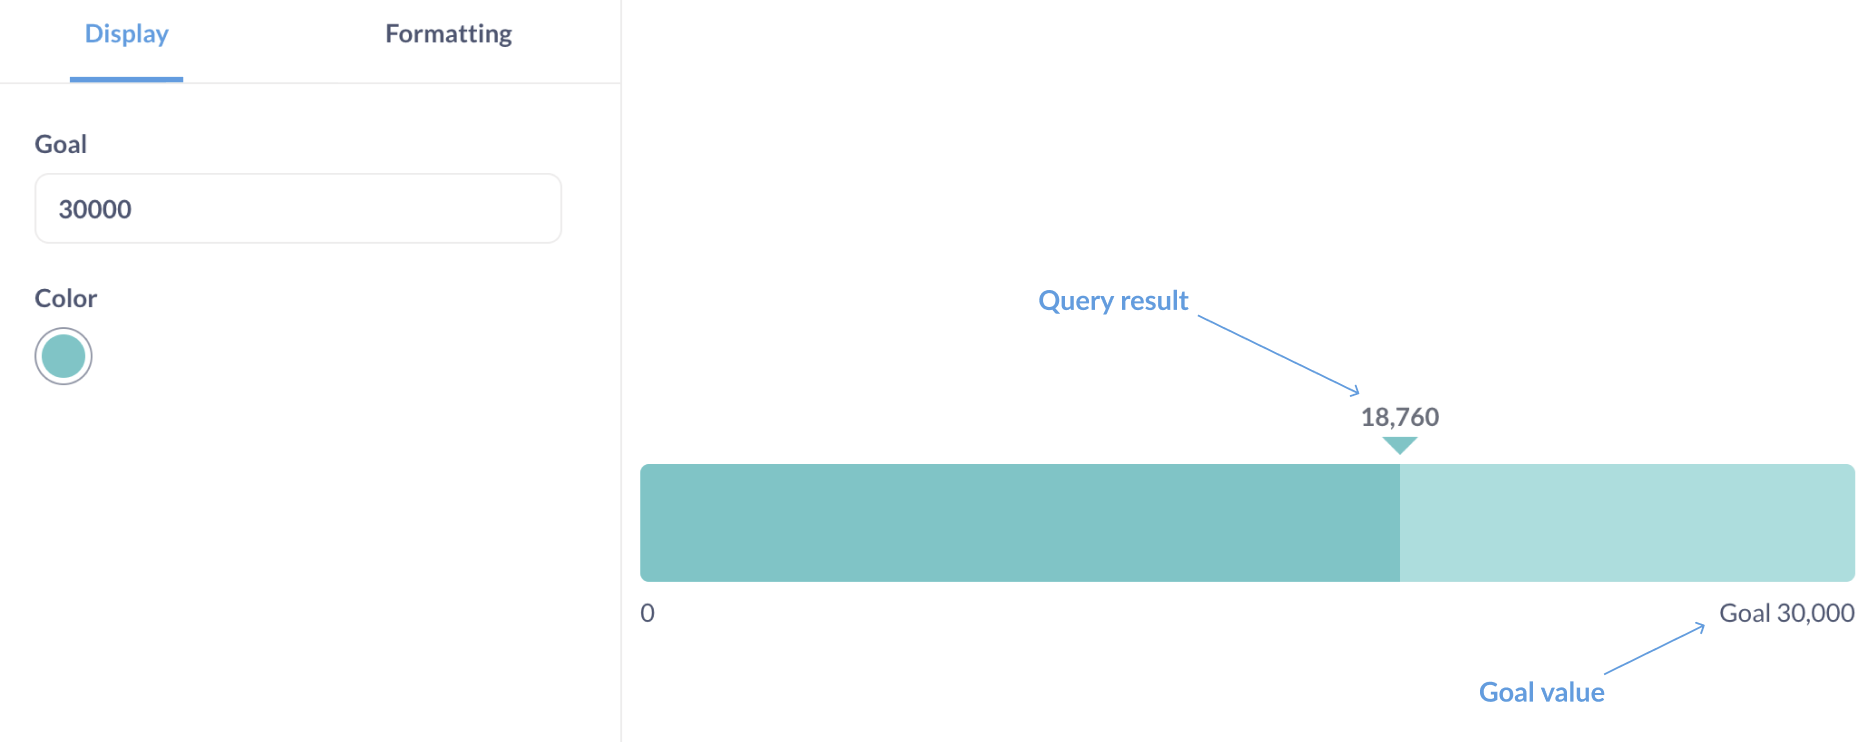 Display
Formatting
Goal
30000
Color
Query result
18,760
0
Goal 30,000
Goal value